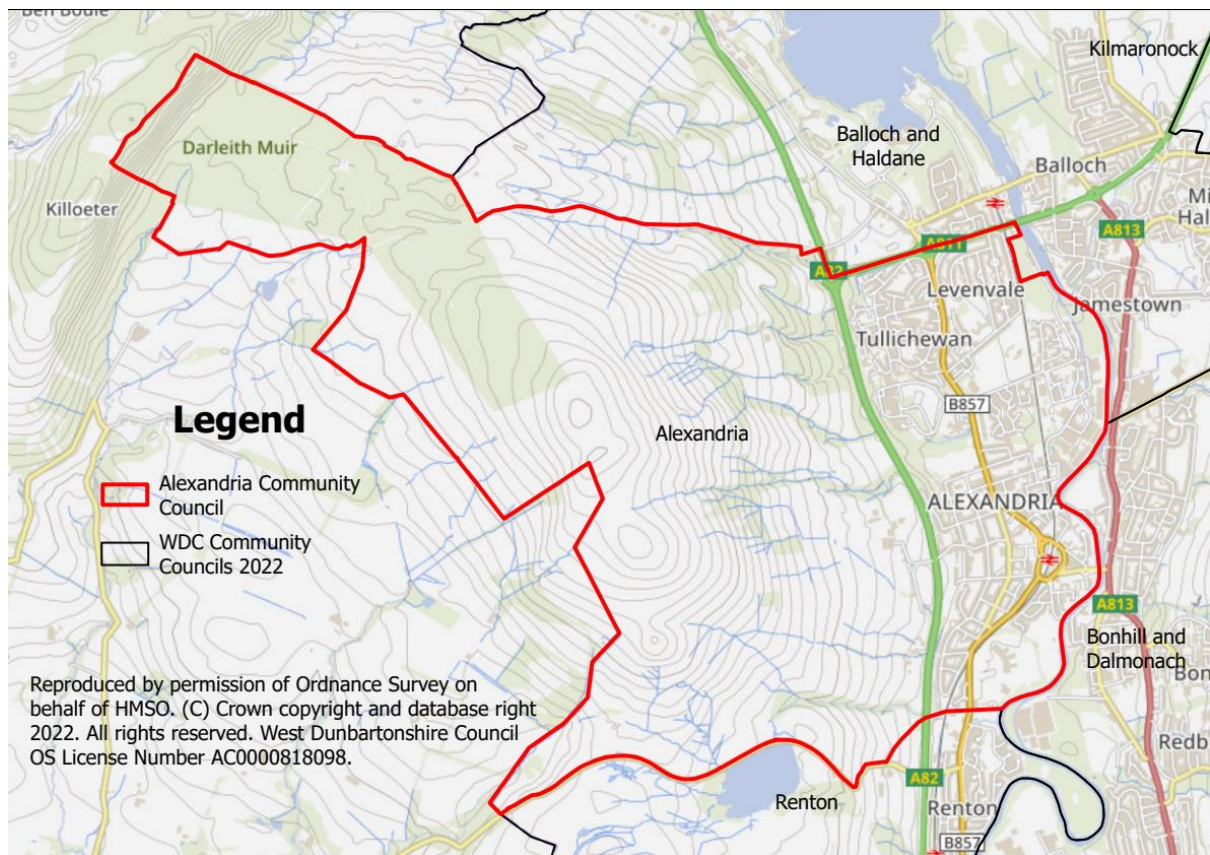 Ben Bouie
Kilmaronock
Balloch and
Haldane
Darleith Muir
Balloch
Killoeter
A813
A811
A82
Levenvale
Jamestown
Tullichewan
B857
Alexandria
Legend
Alexandria Community
Council
WDC Community
Councils 2022
ALEXANDRIA
A813
Bonhill and
Dalmonach
Reproduced by permission of Ordnance Survey on
behalf of HMSO. (C) Crown copyright and database right
2022. All rights reserved. West Dunbartonshire Council
OS License Number AC0000818098.
A82
Renton
Renton
B857